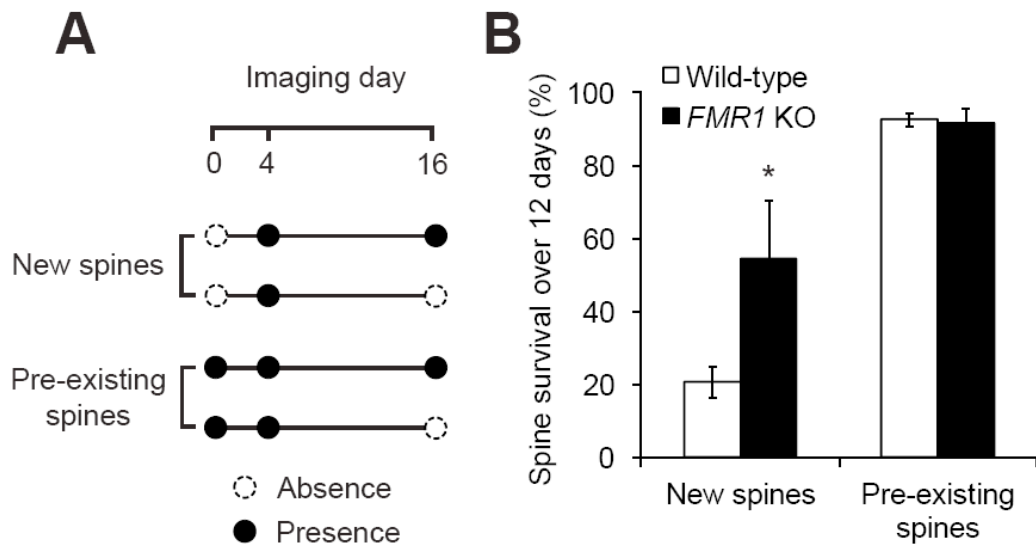 A
Imaging day
0 4 16
New spines
Pre-existing
spines
Absence
Presence
B
Wild-type
FMR1 KO
Spine survival over 12 days (%)
100
80
60
40
20
0
*
New spines
Pre-existing
spines